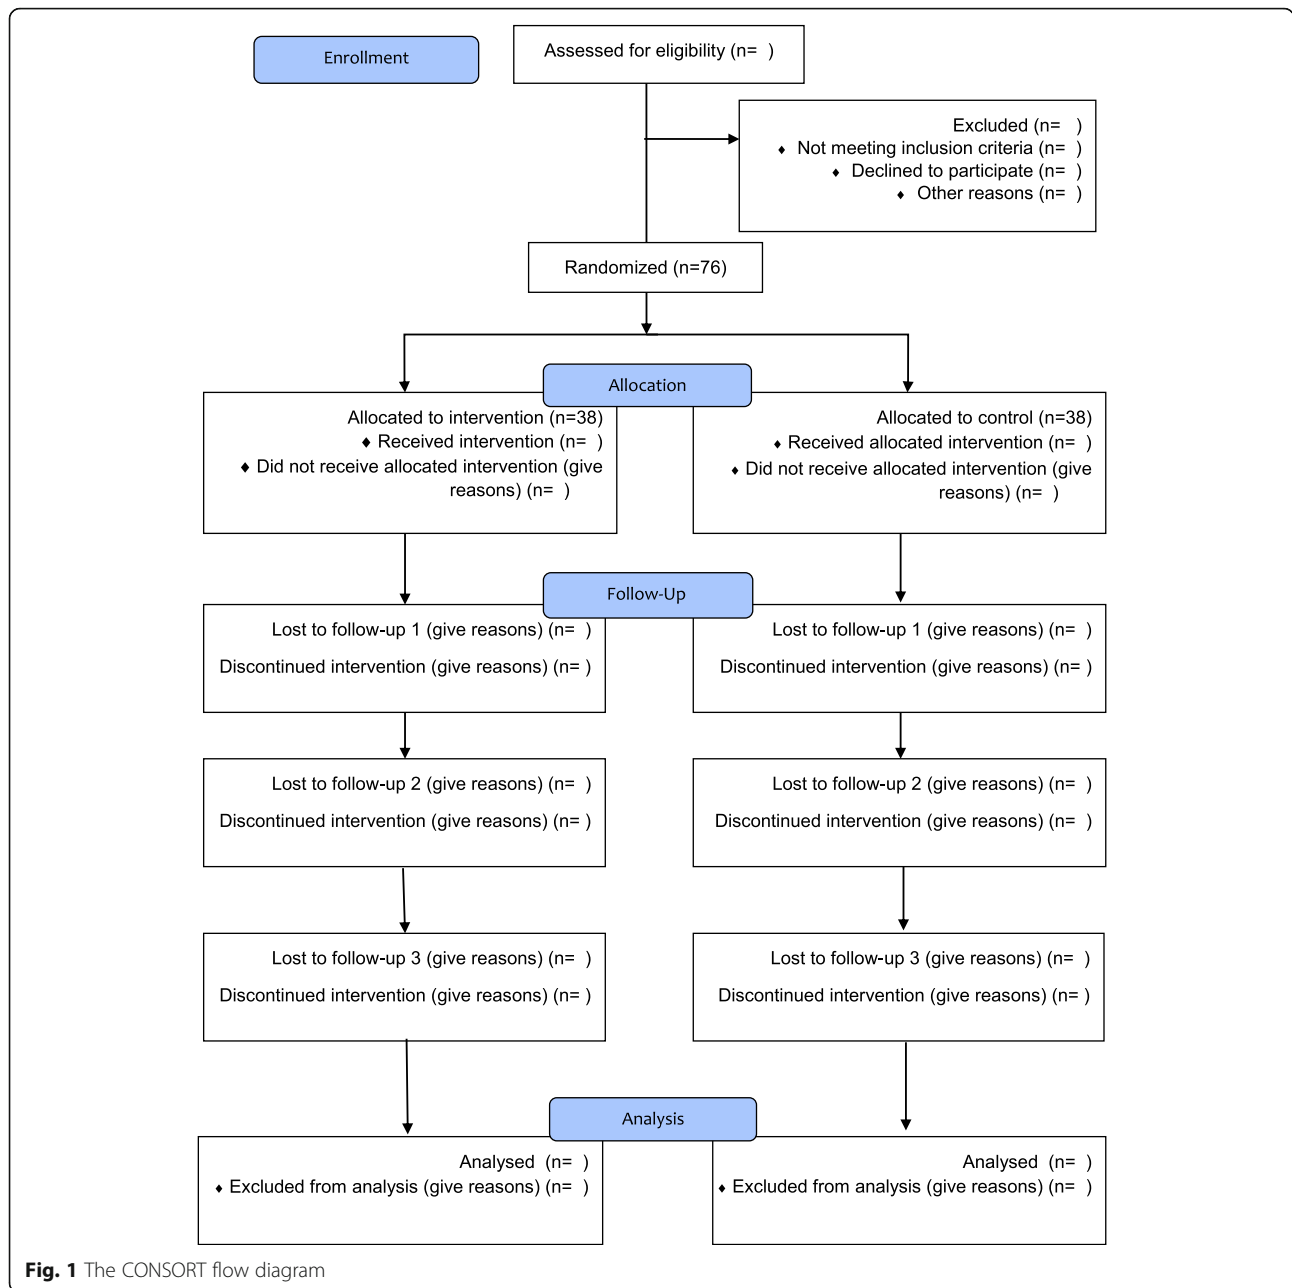 Enrollment
Assessed for eligibility (n=  )
Excluded (n=  )
♦ Not meeting inclusion criteria (n=  )
♦ Declined to participate (n=  )
♦ Other reasons (n=  )
Randomized (n=76)
Allocation
Allocated to intervention (n=38)
♦ Received intervention (n=  )
♦ Did not receive allocated intervention (give
reasons) (n=  )
Allocated to control (n=38)
♦ Received allocated intervention (n=  )
♦ Did not receive allocated intervention (give
reasons) (n=  )
Follow-Up
Lost to follow-up 1 (give reasons) (n=  )
Discontinued intervention (give reasons) (n= )
Lost to follow-up 1 (give reasons) (n=  )
Discontinued intervention (give reasons) (n= )
Lost to follow-up 2 (give reasons) (n=  )
Discontinued intervention (give reasons) (n= )
Lost to follow-up 2 (give reasons) (n=  )
Discontinued intervention (give reasons) (n=  )
Lost to follow-up 3 (give reasons) (n=  )
Discontinued intervention (give reasons) (n= )
Lost to follow-up 3 (give reasons) (n=  )
Discontinued intervention (give reasons) (n= )
Analysis
Analysed  (n=  )
♦ Excluded from analysis (give reasons) (n=  )
Analysed  (n=  )
♦ Excluded from analysis (give reasons) (n=  )
Fig. 1 The CONSORT flow diagram